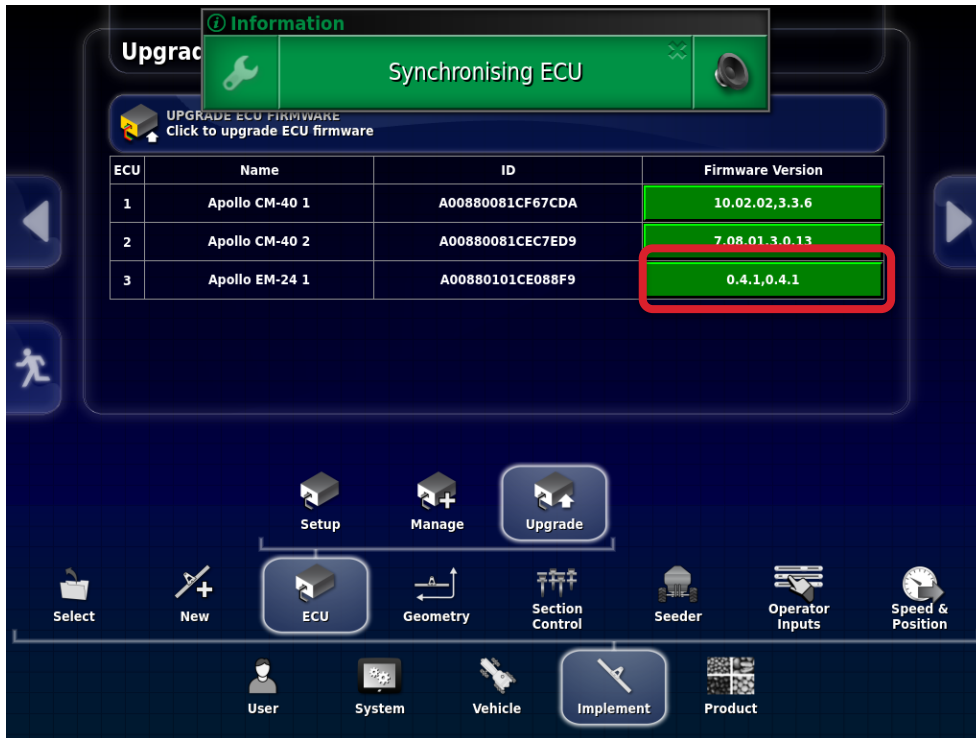 Information
Upgrad
Synchronising ECU
UPGRADE ECU FIRMWARE
Click to upgrade ECU firmware
ECU Name ID Firmware Version
1 Apollo CM-40 1 A00880081CF67CDA 10.02.02,3.3.6
2 Apollo CM-40 2 A00880081CEC7ED9 7.08.01,3.0.13
3 Apollo EM-24 1 A00880101CE088F9 0.4.1,0.4.1
Setup Manage Upgrade
Select New ECU Geometry Section Control Seeder Operator Inputs Speed & Position
User System Vehicle Implement Product